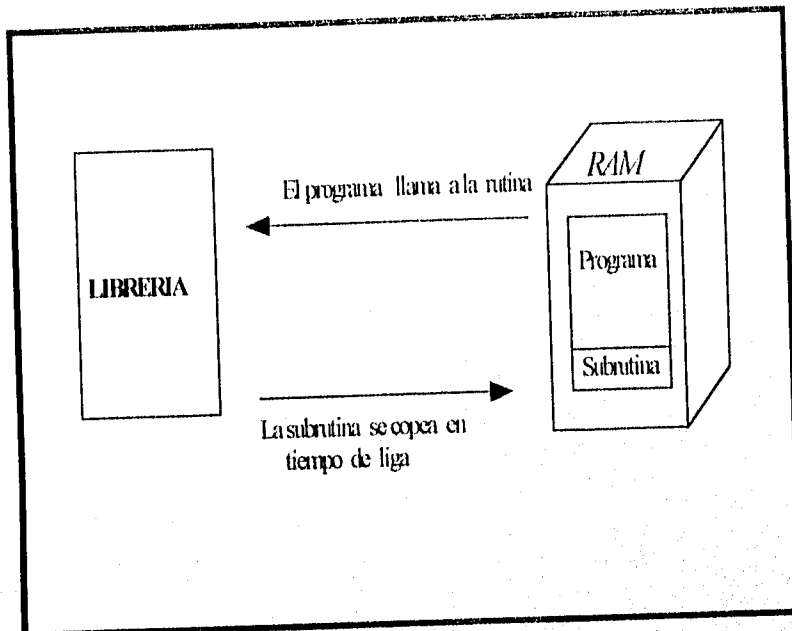 RAM
El programa llama a la rutina
Programa
LIBRERIA
Subrutina
La subrutina se copea en
tiempo de liga